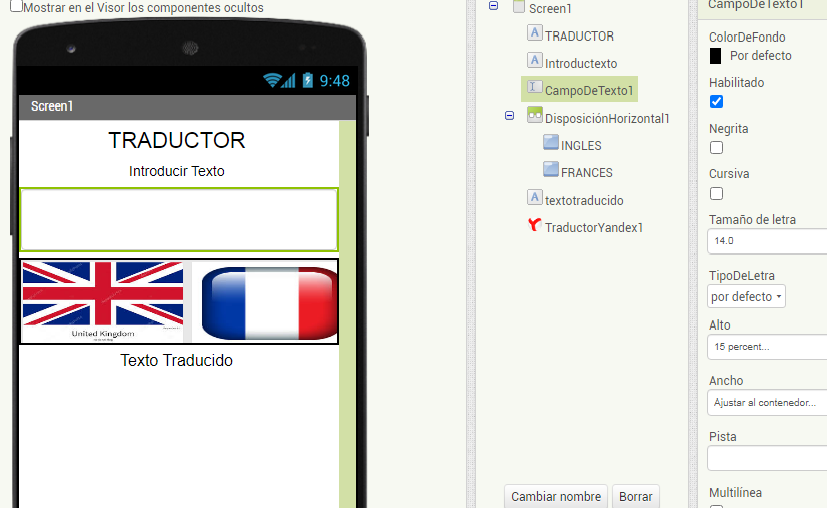 Mostrar en el Visor los componentes ocultos
9:48
Screen1
TRADUCTOR
Introducir Texto
United Kingdom
Texto Traducido
Screen1
TRADUCTOR
Introductexto
CampoDeTexto1
DisposiciónHorizontal1
INGLES
FRANCES
textotraducido
TraductorYandex1
Cambiar nombre
Borrar
CampoDeTexto1
ColorDeFondo
Por defecto
Habilitado
Negrita
Cursiva
Tamaño de letra
14.0
TipoDeLetra
por defecto
Alto
15 percent...
Ancho
Ajustar al contenedor...
Pista
Multilínea